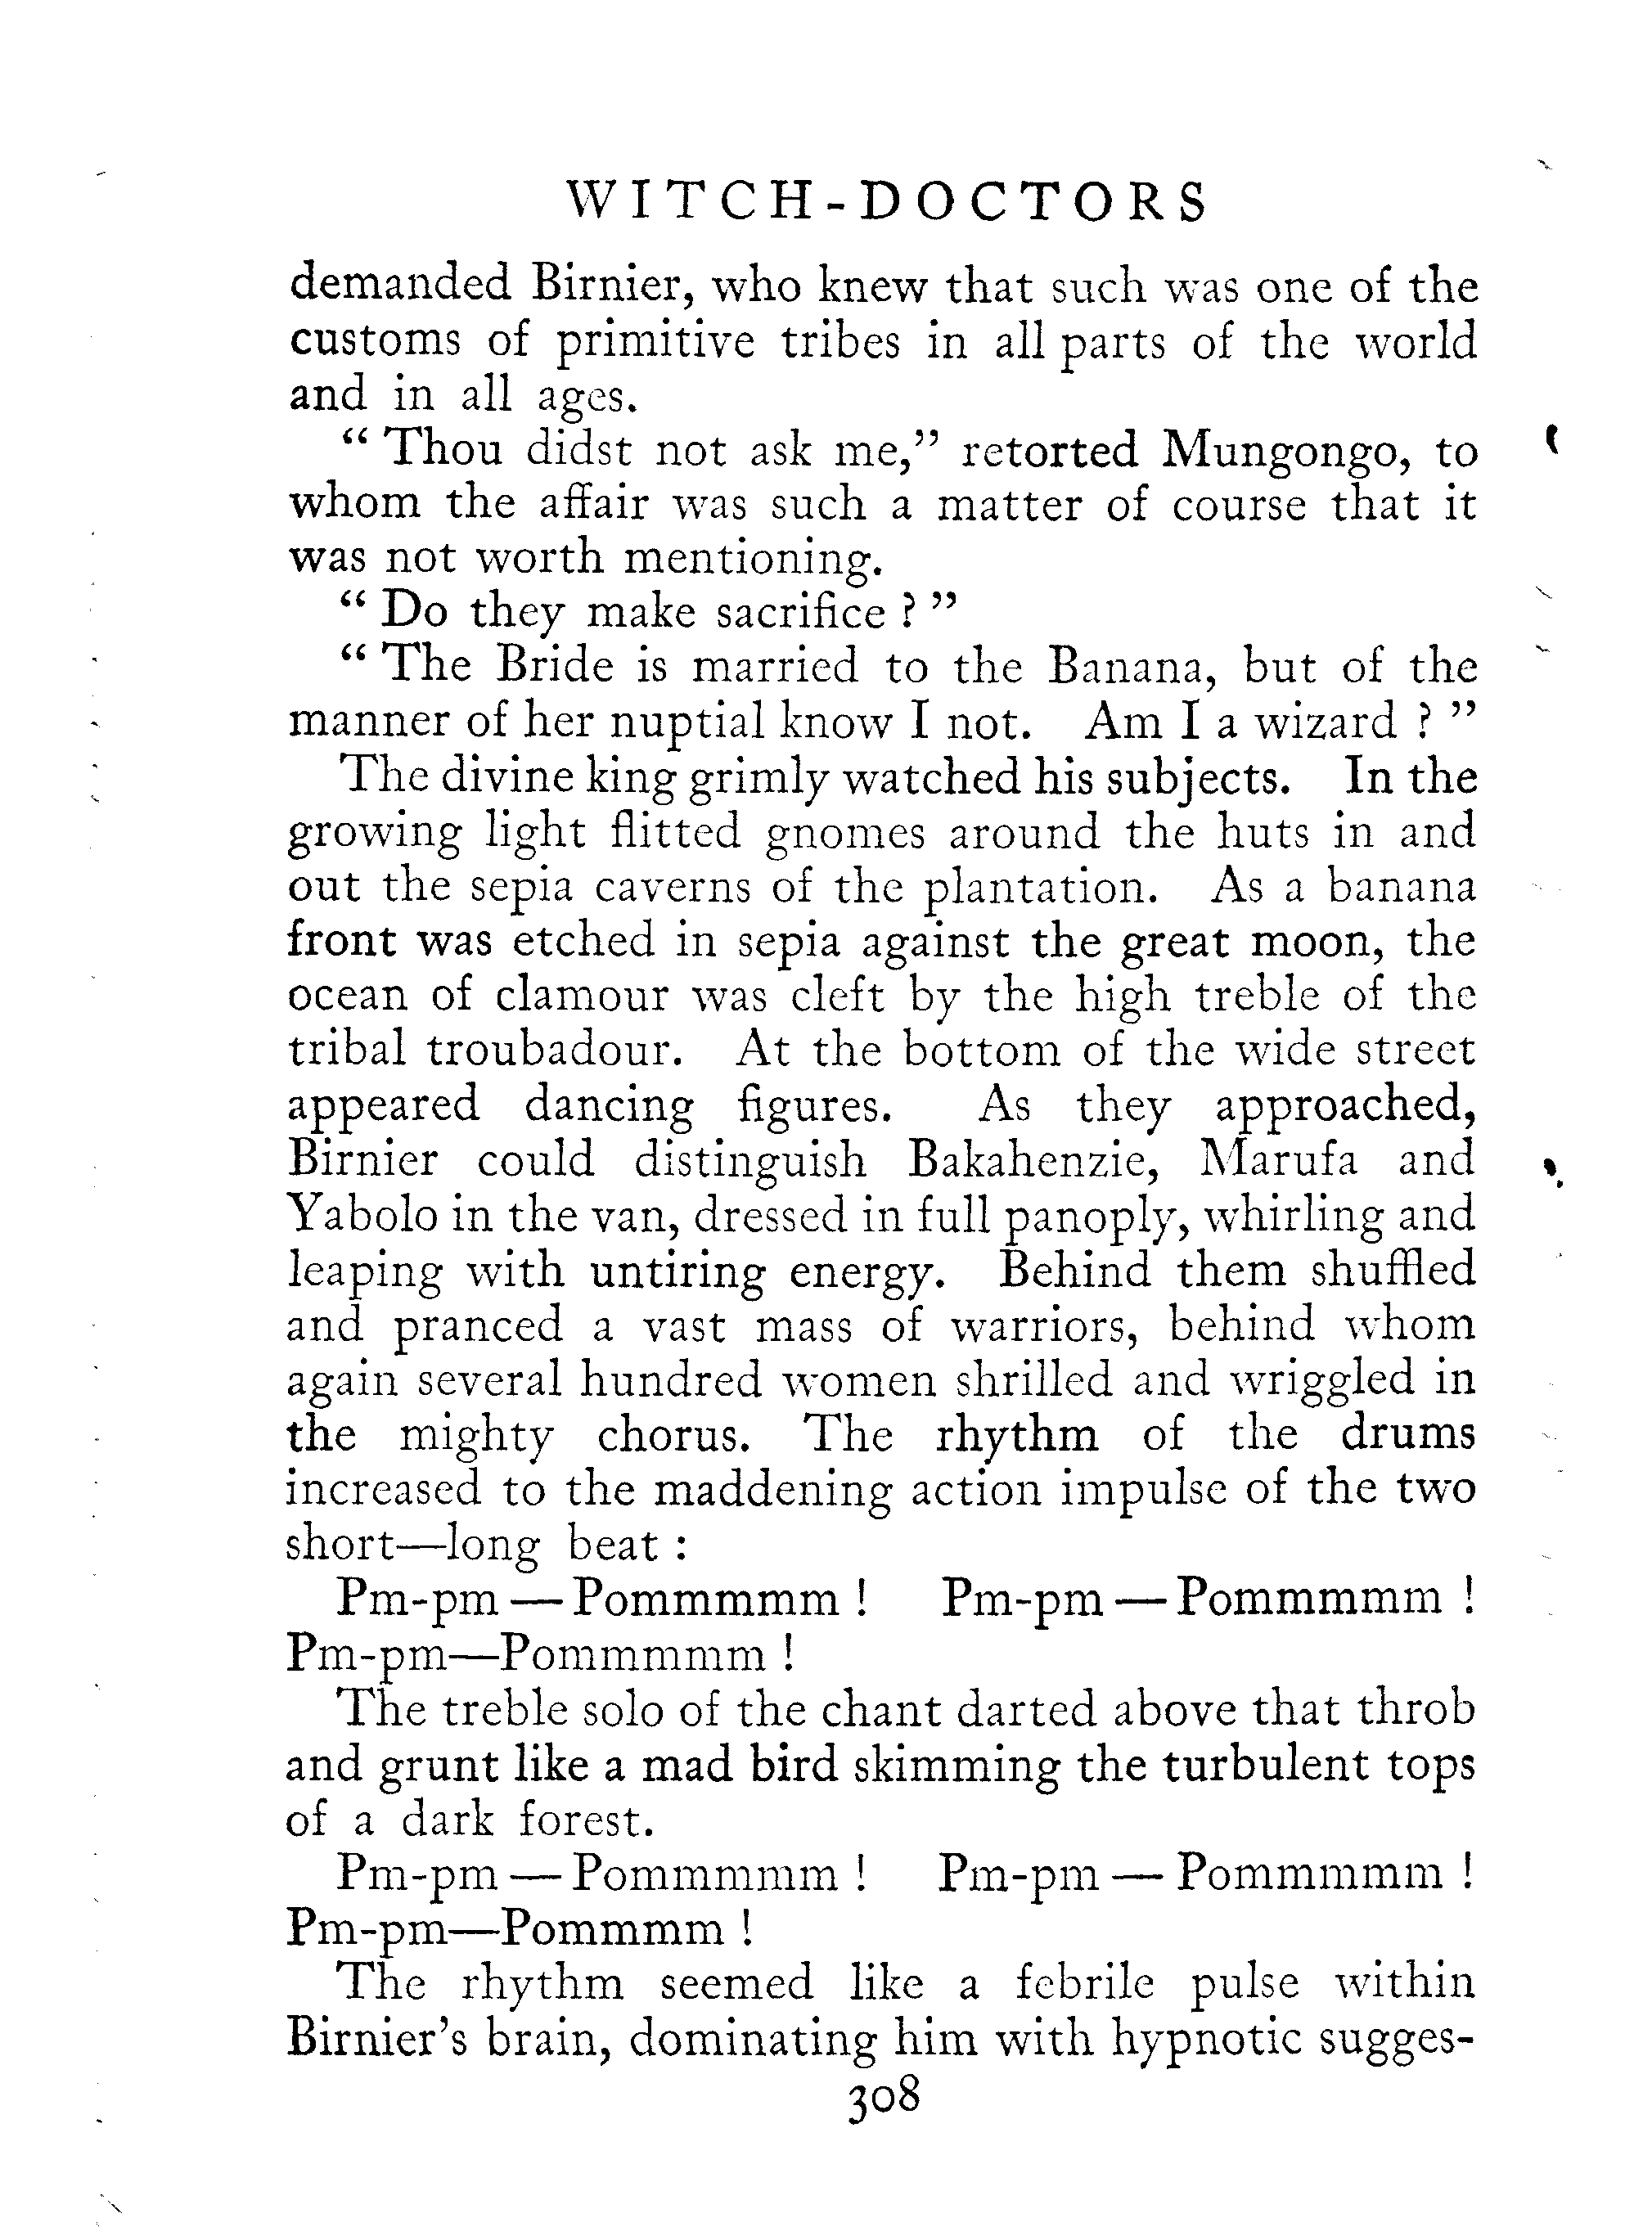 WITCH-DOCTORS
demanded Birnier, who knew that such was one of the
customs of primitive tribes in all parts of the world
and in all ages.
“ Thou didst not ask me,” retorted Mungongo, to
whom the affair was such a matter of course that it
was not worth mentioning.
“ Do they make sacrifice ? ”
“ The Bride is married to the Banana, but of the
manner of her nuptial know I not. Am I a wizard ? ”
The divine king grimly watched his subjects. In the
growing light flitted gnomes around the huts in and
out the sepia caverns of the plantation. As a banana
front was etched in sepia against the great moon, the
ocean of clamour was cleft by the high treble of the
tribal troubadour. At the bottom of the wide street
appeared dancing figures. As they approached,
Birnier could distinguish Bakahenzie, Marufa and
Yabolo in the van, dressed in full panoply, whirling and
leaping with untiring energy. Behind them shuffled
and pranced a vast mass of warriors, behind whom
again several hundred women shrilled and wriggled in
the mighty chorus. The rhythm of the drums
increased to the maddening action impulse of the two
short—long beat :
Pm-pm — Pommmmm ! Pm-pm — Pommmmm !
Pm-pm—Pommmmm !
The treble solo of the chant darted above that throb
and grunt like a mad bird skimming the turbulent tops
of a dark forest.
Pm-pm — Pommmmm ! Pm-pm — Pommmmm !
Pm-pm—Pommmm !
The rhythm seemed like a febrile pulse within
Birnier’s brain, dominating him with hypnotic sugges-
308